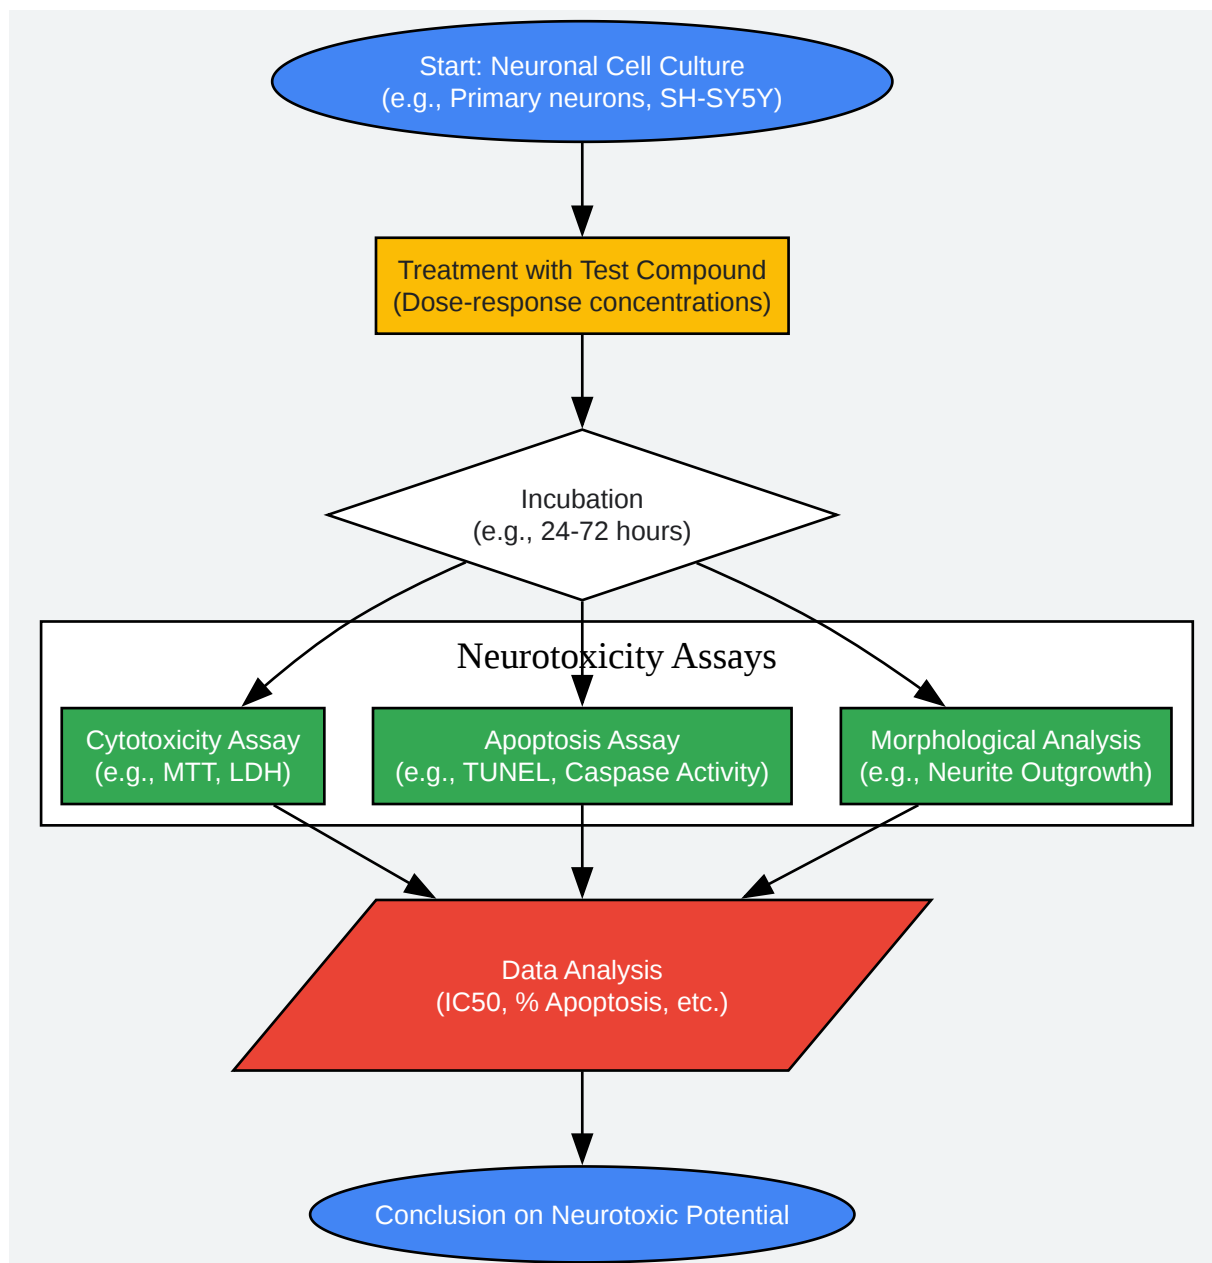 Start: Neuronal Cell Culture
(e.g., Primary neurons, SH-SY5Y)
Treatment with Test Compound
(Dose-response concentrations)
Incubation
(e.g., 24-72 hours)
Neurotoxicity Assays
Cytotoxicity Assay
(e.g., MTT, LDH)
Apoptosis Assay
(e.g., TUNEL, Caspase Activity)
Morphological Analysis
(e.g., Neurite Outgrowth)
Data Analysis
(IC50, % Apoptosis, etc.)
Conclusion on Neurotoxic Potential